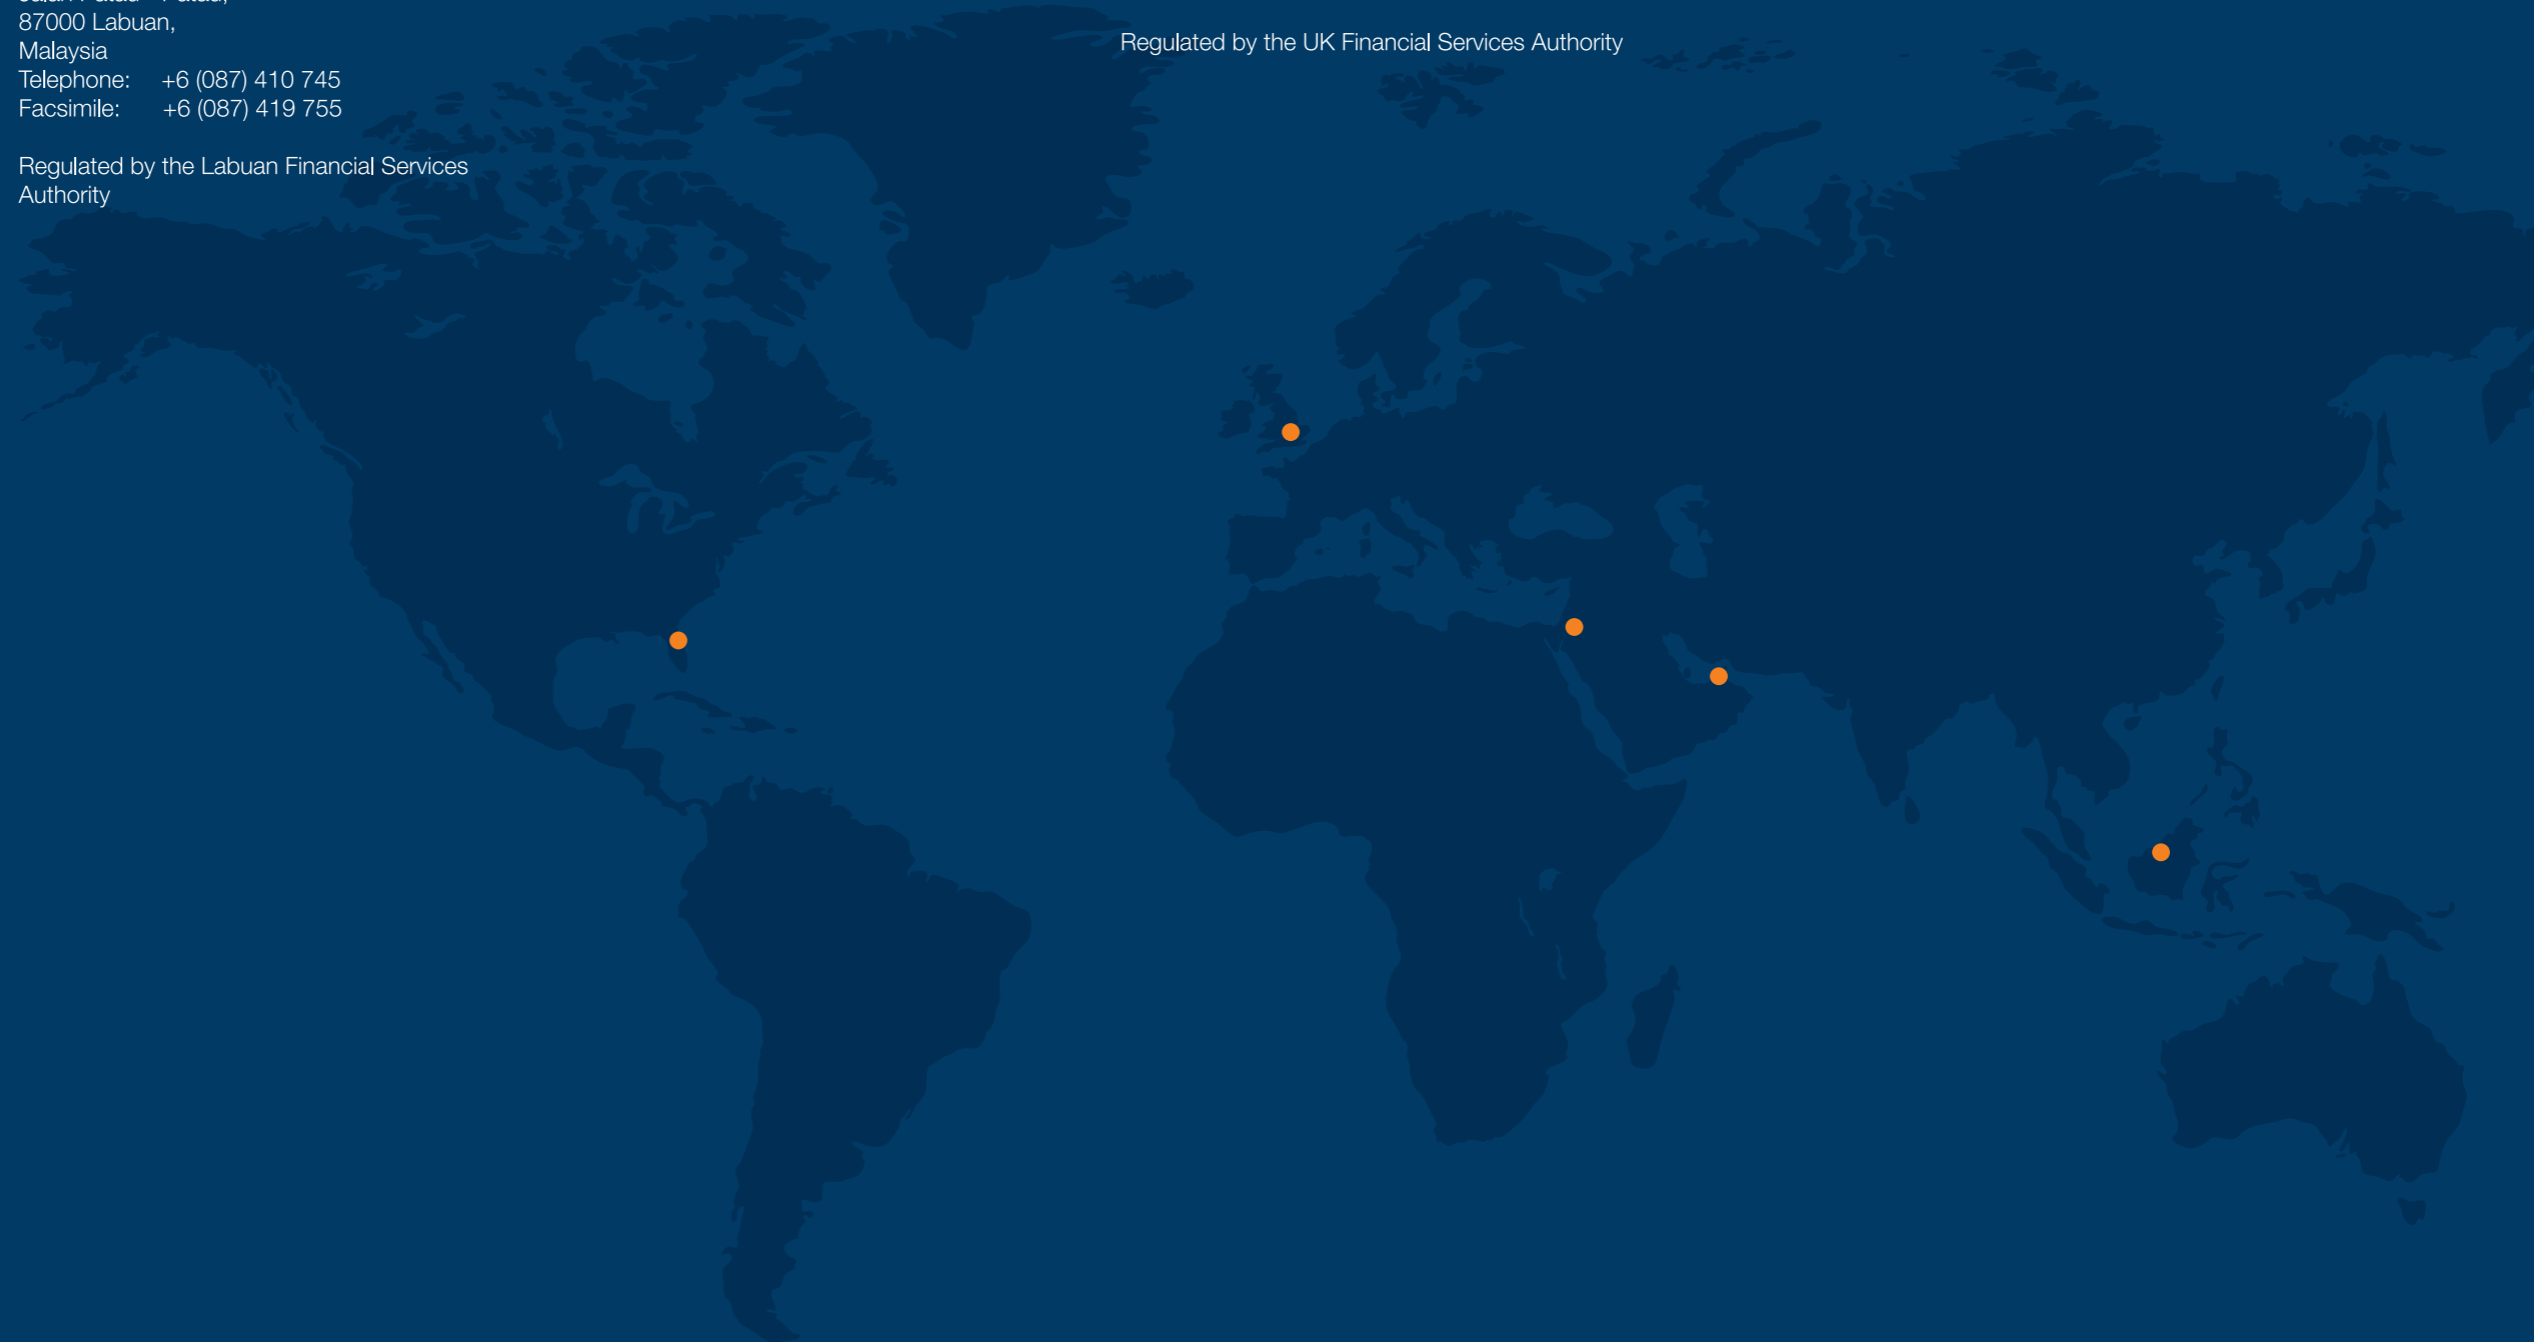 87000 Labuan,
Malaysia
Telephone: +6 (087) 410 745
Facsimile: +6 (087) 419 755
Regulated by the Labuan Financial Services
Authority
Regulated by the UK Financial Services Authority